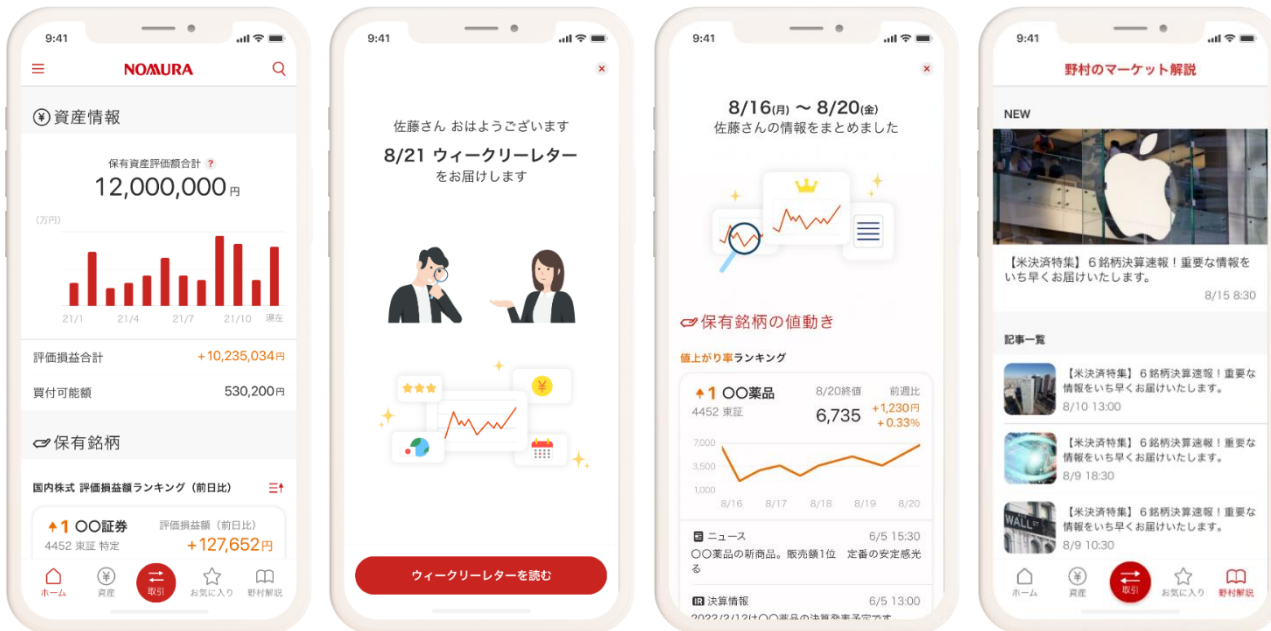 9:41
NOMURA
資産情報
保有資産評価額合計 ?
12,000,000 円
(万円)
21/1 21/4 21/7 21/10 現在
評価損益合計 +10,235,034円
買付可能額 530,200円
保有銘柄
国内株式 評価損益額ランキング（前日比）
1 〇〇証券 評価損益額（前日比）
4452 東証 特定 +127,652円
ホーム 資産 取引 お気に入り 野村解説
9:41
×
佐藤さん おはようございます
8/21 ウィークリーレター
をお届けします
¥
ウィークリーレターを読む
9:41
×
8/16(月) ～ 8/20(金)
佐藤さんの情報をまとめました
保有銘柄の値動き
値上がり率ランキング
1 〇〇薬品 8/20終値 前週比
4452 東証 6,735 +1,230円
+0.33%
7,000
3,500
1,000
8/16 8/17 8/18 8/19 8/20
ニュース 6/5 15:30
〇〇薬品の新商品。販売額1位 定番の安定感光
る
IR 決算情報 6/5 13:00
2022/2/12は〇〇薬品の決算発表予定です
9:41
野村のマーケット解説
NEW
【米決済特集】６銘柄決算速報！重要な情報を
いち早くお届けいたします。
8/15 8:30
記事一覧
【米決済特集】６銘柄決算速報！重要な
情報をいち早くお届けいたします。
8/10 13:00
【米決済特集】６銘柄決算速報！重要な
情報をいち早くお届けいたします。
8/9 18:30
WALL ST
【米決済特集】６銘柄決算速報！重要な
情報をいち早くお届けいたします。
8/9 10:30
ホーム 資産 取引 お気に入り 野村解説